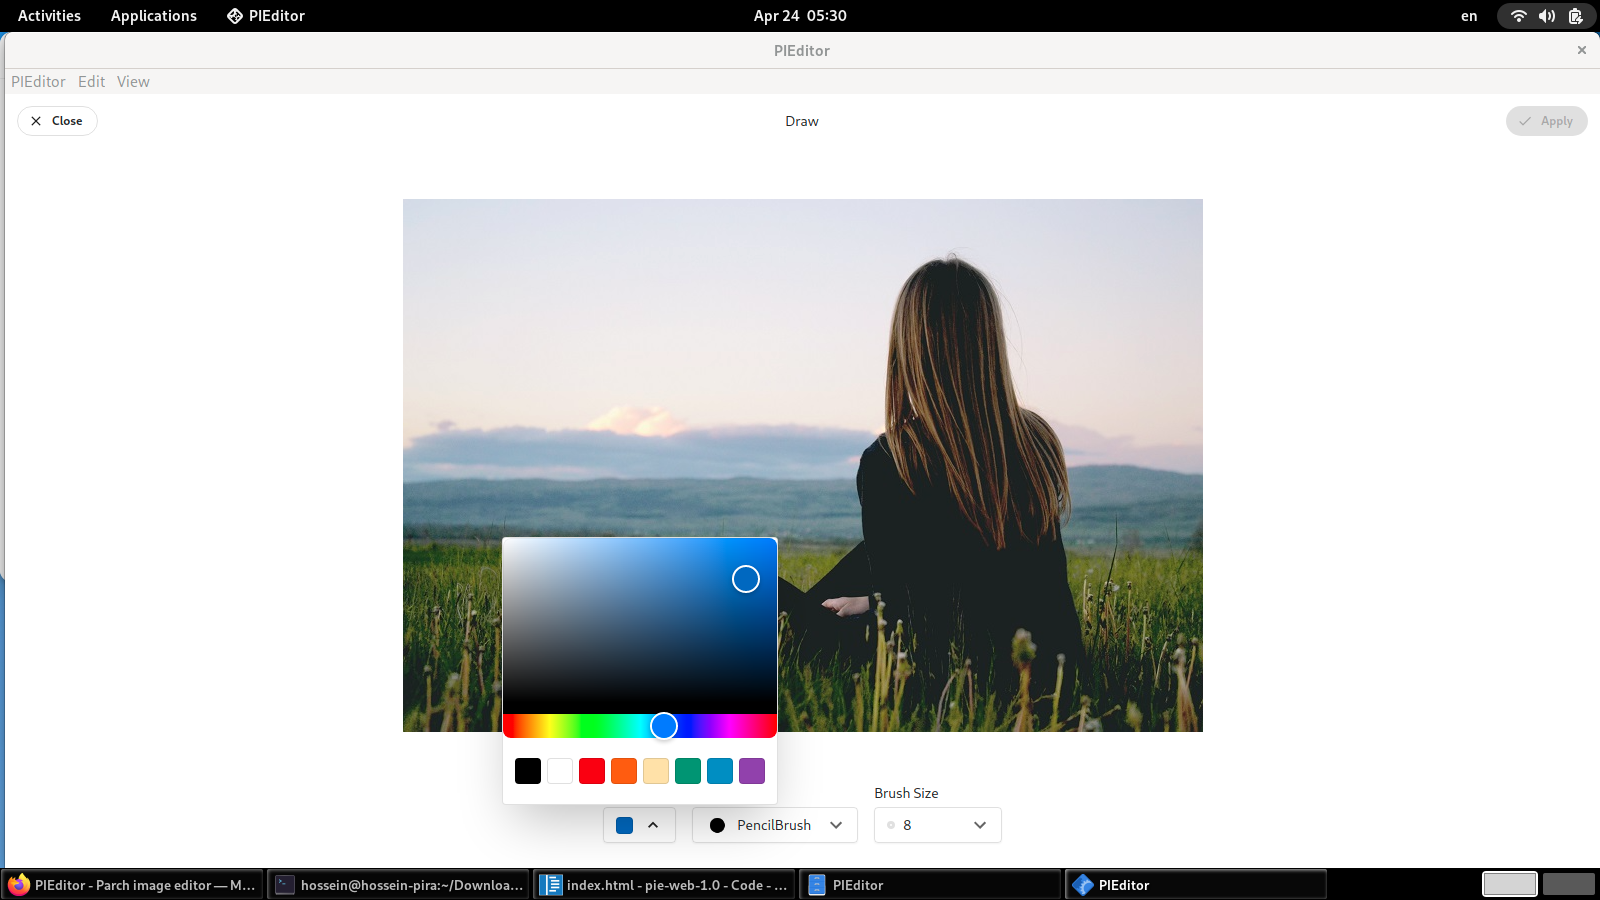 Activities Applications PIEditor Apr 24 05:30 en
PIEditor
PIEditor Edit View
Close Draw Apply
Brush Size
PencilBrush 8
PIEditor - Parch image editor — M... hossein@hossein-pira:~/Downloa... index.html - pie-web-1.0 - Code - ... PIEditor PIEditor